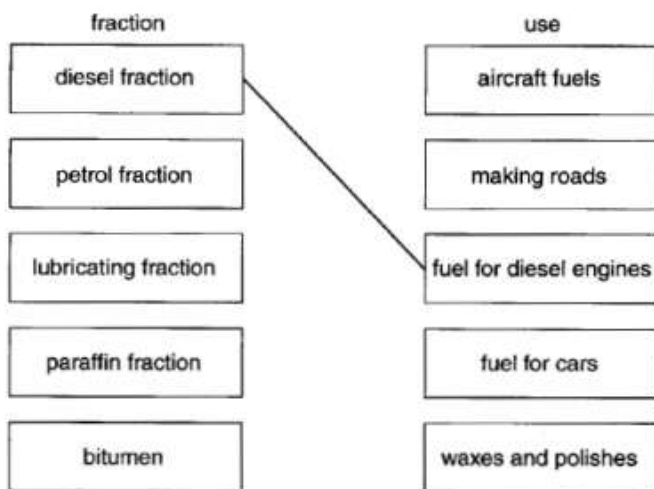 fraction
use
diesel fraction
aircraft fuels
petrol fraction
making roads
lubricating fraction
fuel for diesel engines
paraffin fraction
fuel for cars
bitumen
waxes and polishes